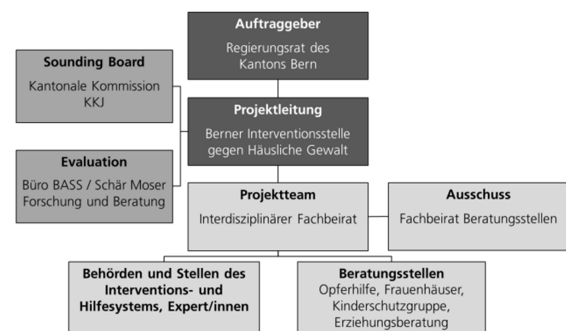 Auftraggeber
Regierungsrat des
Kantons Bern
Sounding Board
Kantonale Kommission
KKJ
Projektleitung
Berner Interventionsstelle
gegen Häusliche Gewalt
Evaluation
Büro BASS / Schär Moser
Forschung und Beratung
Projektteam
Interdisziplinärer Fachbeirat
Ausschuss
Fachbeirat Beratungsstellen
Behörden und Stellen des
Interventions- und
Hilfesystems, Expert/innen
Beratungsstellen
Opferhilfe, Frauenhäuser,
Kinderschutzgruppe,
Erziehungsberatung